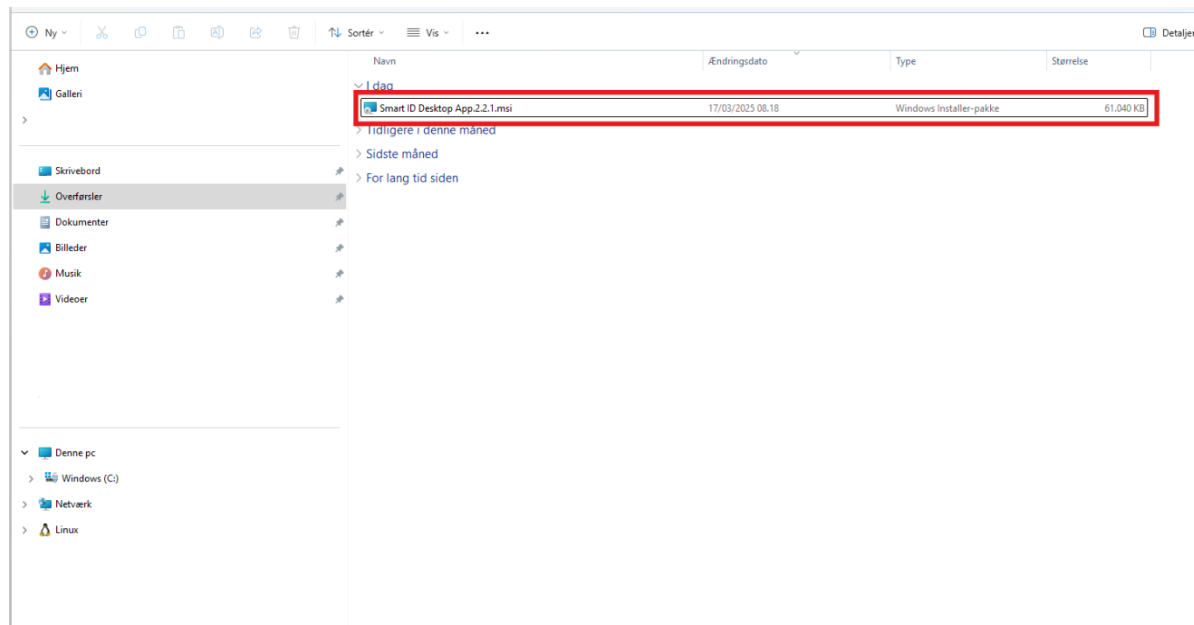 Ny
Sortér
Vis
Detaljer
Hjem
Galleri
Skrivebord
Overførsler
Dokumenter
Billeder
Musik
Videoer
Denne pc
Windows (C:)
Netværk
Linux
Navn Ændringsdato Type Størrelse
I dag
Smart ID Desktop App.2.2.1.msi 17/03/2025 08.18 Windows Installer-pakke 61.040 KB
Tidligere i denne måned
Sidste måned
For lang tid siden